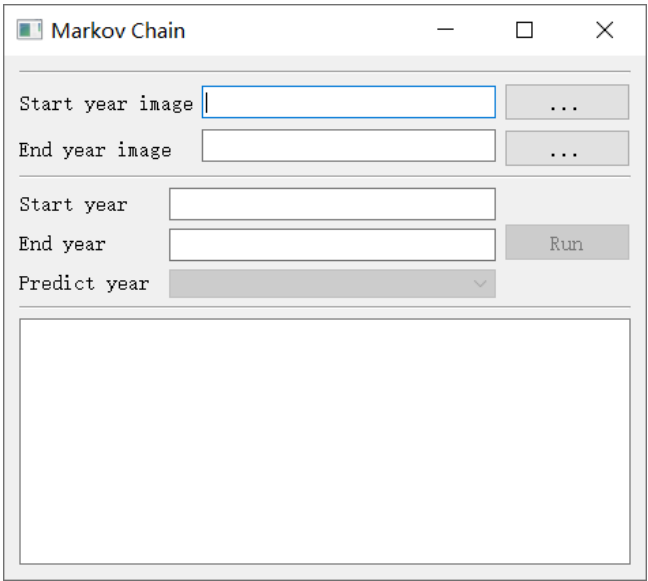 Markov Chain
Start year image ...
End year image ...
Start year
End year Run
Predict year